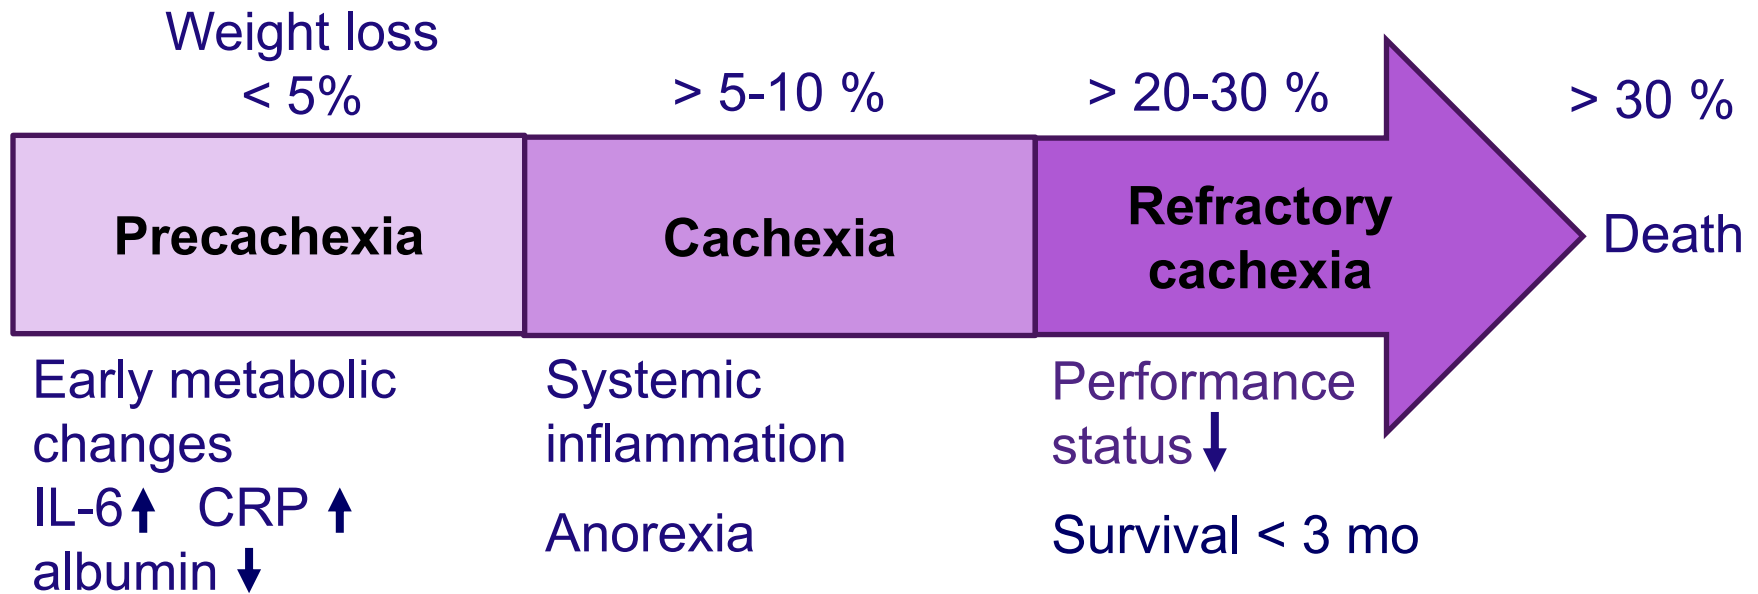 Weight loss
< 5%
> 5-10 %
> 20-30 %
> 30 %
Precachexia
Cachexia
Refractory
cachexia
Death
Early metabolic
changes
IL-6 ↑ CRP ↑
albumin ↓
Systemic
inflammation
Anorexia
Performance
status ↓
Survival < 3 mo